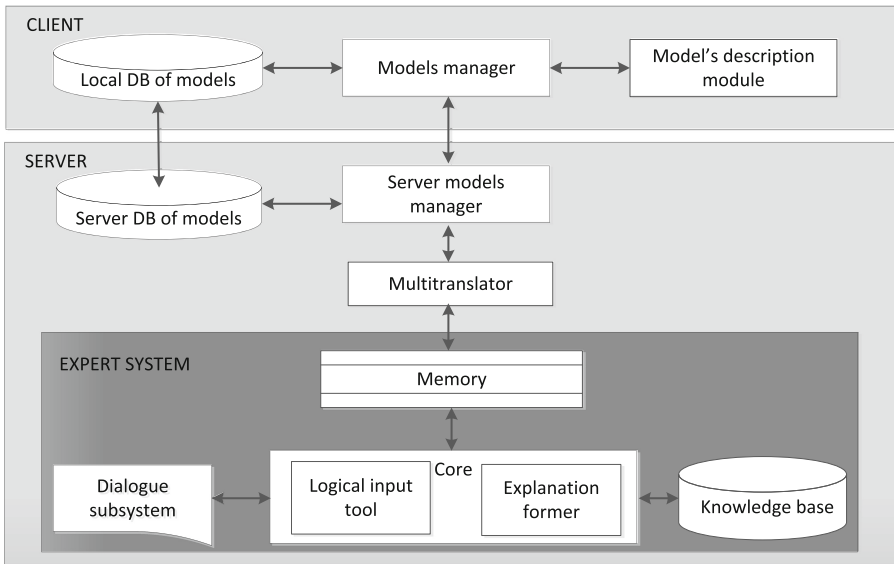 CLIENT
Local DB of models
Models manager
Model's description
module
SERVER
Server DB of models
Server models
manager
Multitranslator
EXPERT SYSTEM
Memory
Core
Dialogue
subsystem
Logical input
tool
Explanation
former
Knowledge base